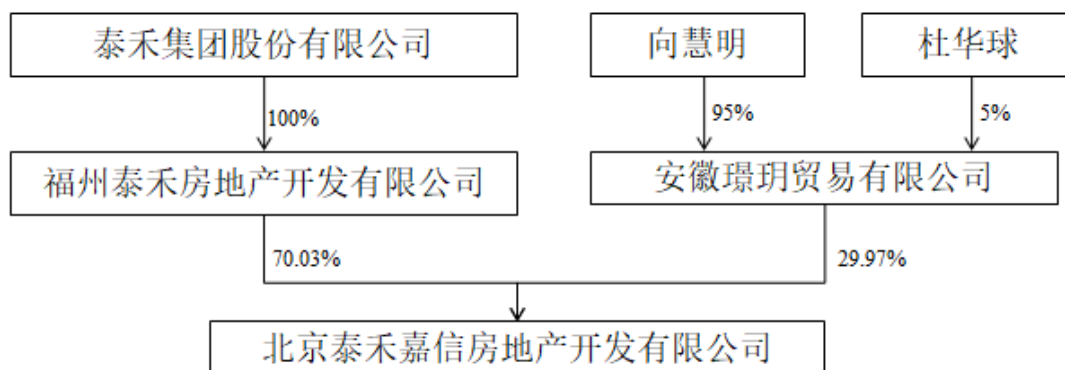 泰禾集团股份有限公司
向慧明
杜华球
100%
95%
5%
福州泰禾房地产开发有限公司
安徽璟玥贸易有限公司
70.03%
29.97%
北京泰禾嘉信房地产开发有限公司